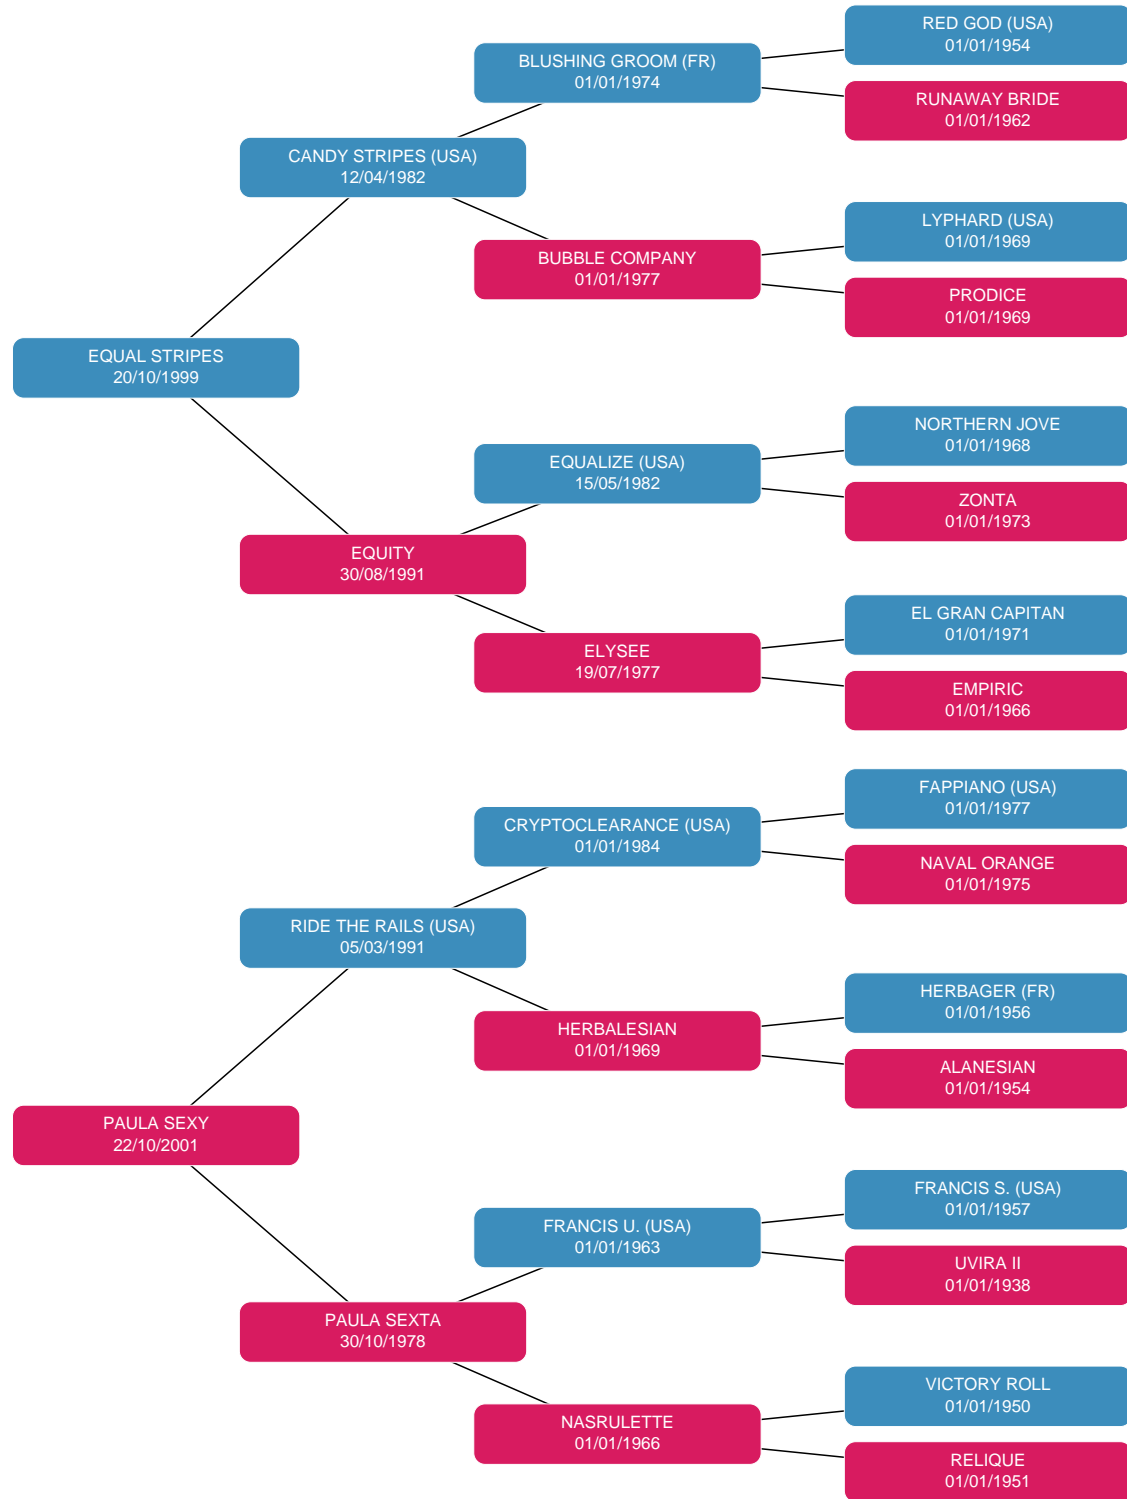 RED GOD (USA)
01/01/1954
BLUSHING GROOM (FR)
01/01/1974
RUNAWAY BRIDE
01/01/1962
CANDY STRIPES (USA)
12/04/1982
LYPHARD (USA)
01/01/1969
BUBBLE COMPANY
01/01/1977
PRODICE
01/01/1969
EQUAL STRIPES
20/10/1999
NORTHERN JOVE
01/01/1968
EQUALIZE (USA)
15/05/1982
ZONTA
01/01/1973
EQUITY
30/08/1991
EL GRAN CAPITAN
01/01/1971
ELYSEE
19/07/1977
EMPIRIC
01/01/1966
FAPPIANO (USA)
01/01/1977
CRYPTOCLEARANCE (USA)
01/01/1984
NAVAL ORANGE
01/01/1975
RIDE THE RAILS (USA)
05/03/1991
HERBAGER (FR)
01/01/1956
HERBALESIAN
01/01/1969
ALANESIAN
01/01/1954
PAULA SEXY
22/10/2001
FRANCIS S. (USA)
01/01/1957
FRANCIS U. (USA)
01/01/1963
UVIRA II
01/01/1938
PAULA SEXTA
30/10/1978
VICTORY ROLL
01/01/1950
NASRULETTE
01/01/1966
RELIQUE
01/01/1951